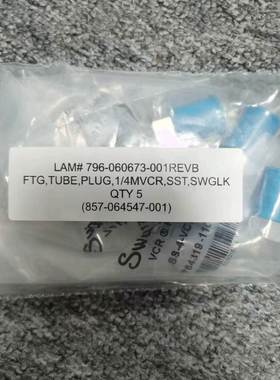 LAM# 796-060673-001REVB
FTG,TUBE,PLUG,1/4MVCR,SST,SWGLK
QTY 5
(857-064547-001)